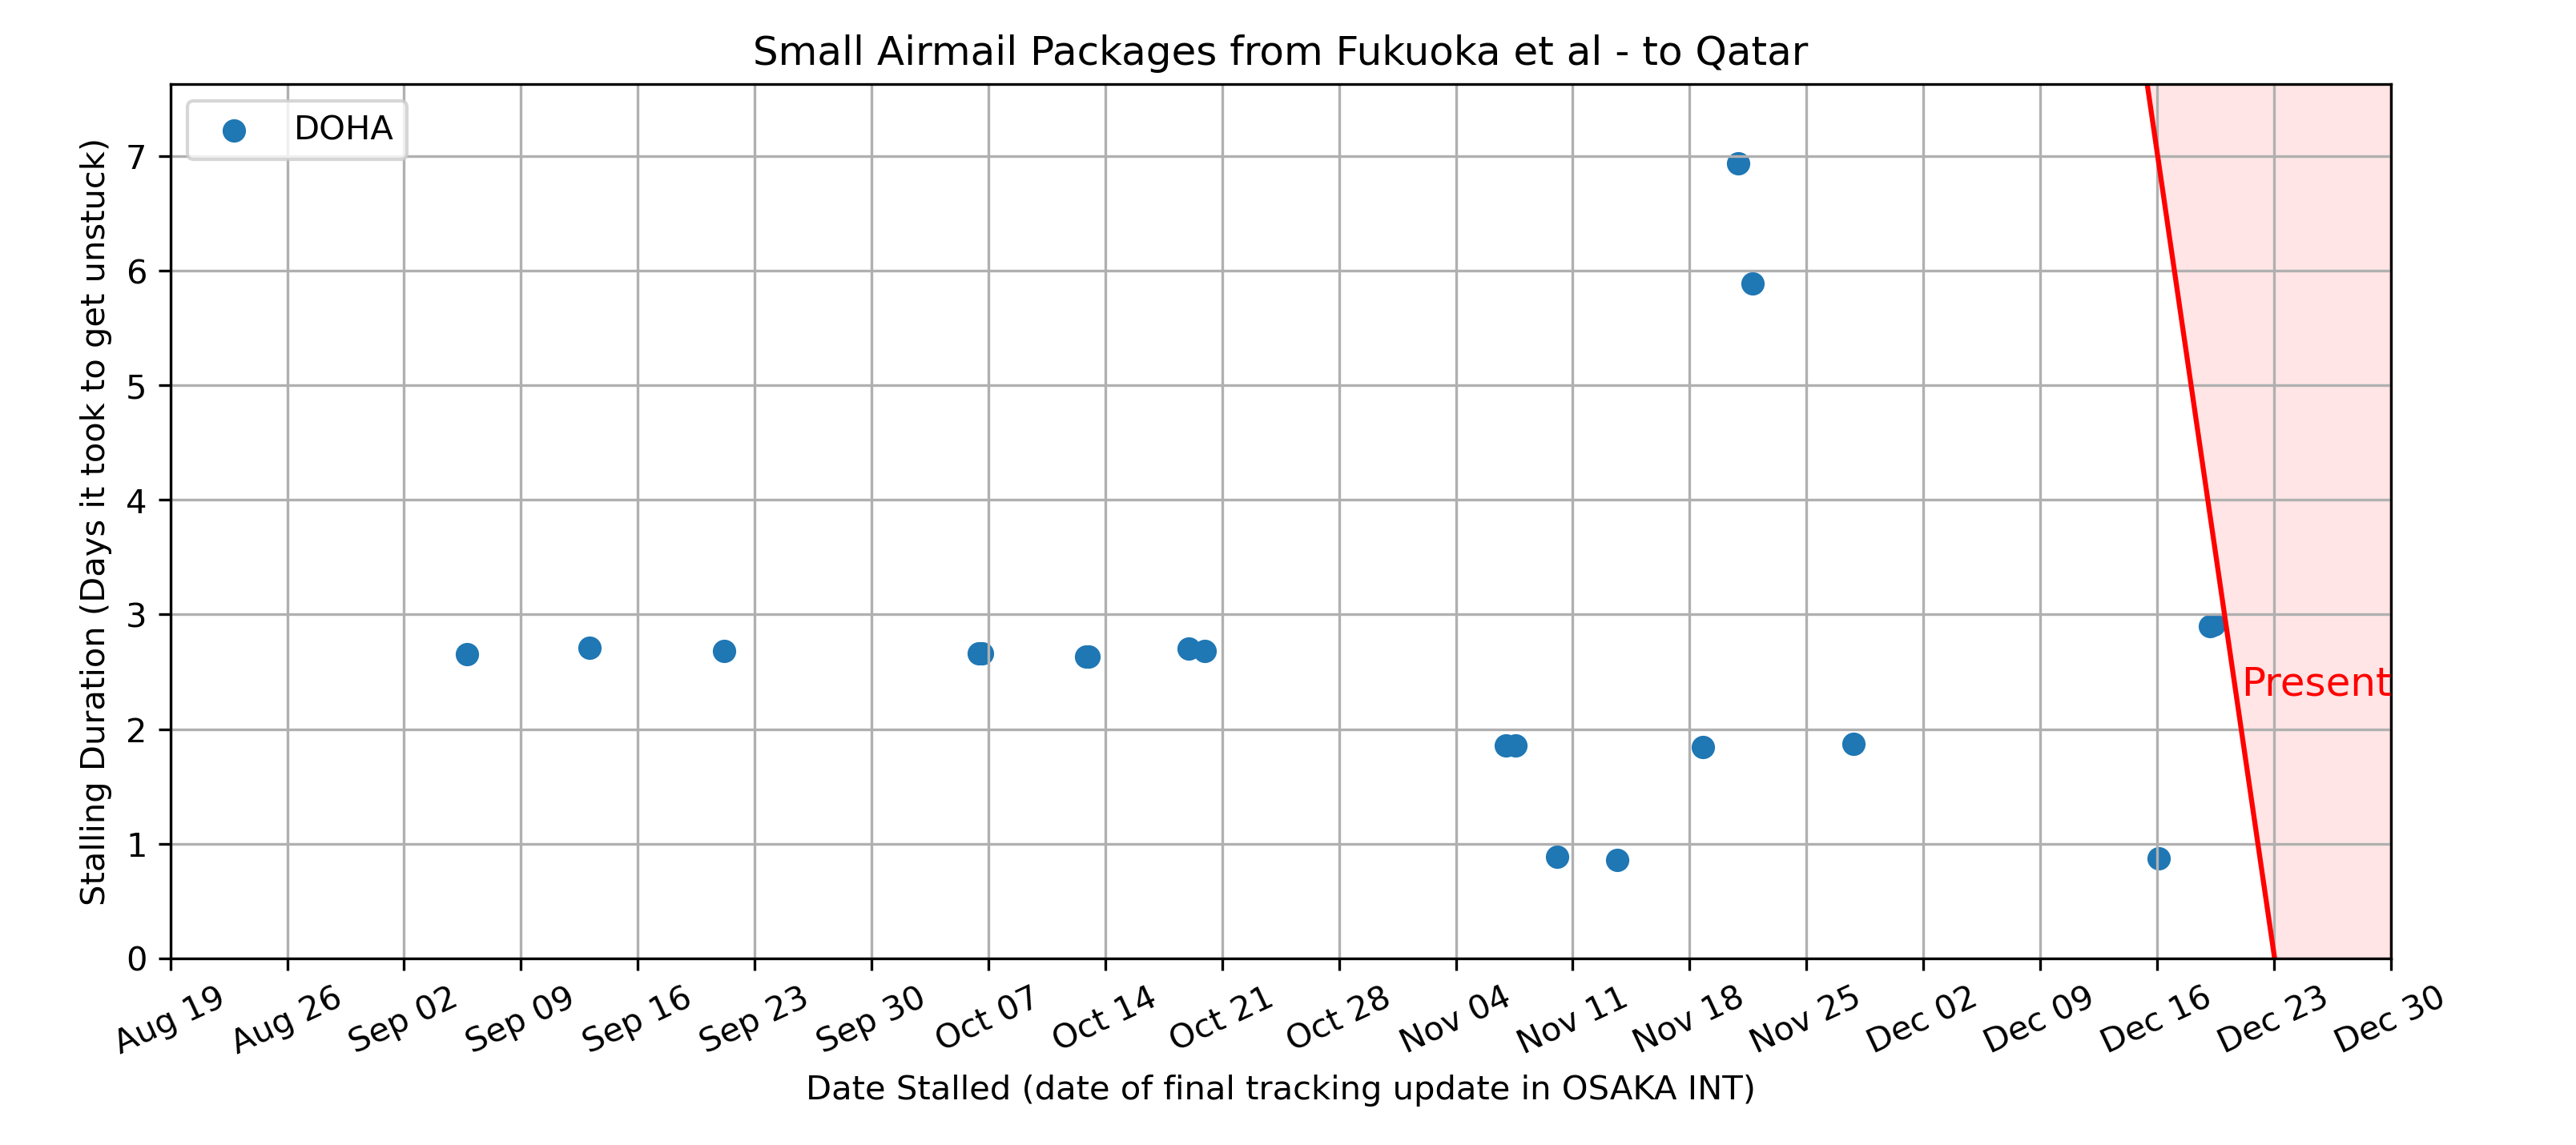 Small Airmail Packages from Fukuoka et al - to Qatar
DOHA
Stalling Duration (Days it took to get unstuck)
7
6
5
4
3
2
1
0
Present
Aug 19
Aug 26
Sep 02
Sep 09
Sep 16
Sep 23
Sep 30
Oct 07
Oct 14
Oct 21
Oct 28
Nov 04
Nov 11
Nov 18
Nov 25
Dec 02
Dec 09
Dec 16
Dec 23
Dec 30
Date Stalled (date of final tracking update in OSAKA INT)